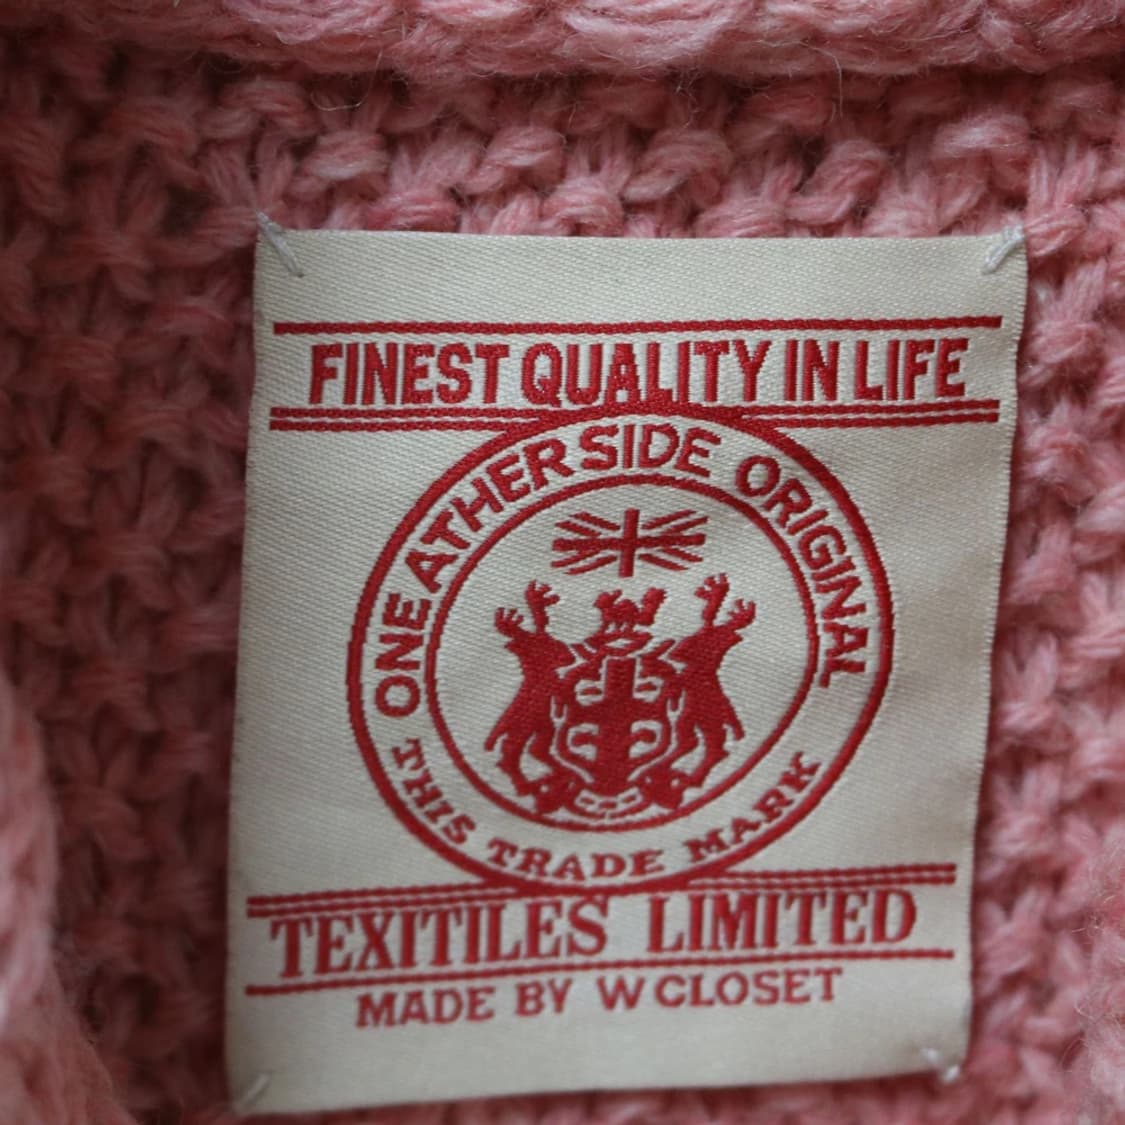 FINEST QUALITY IN LIFE
ONE ATHER SIDE ORIGINAL
THIS TRADE MARK
TEXITILES LIMITED
MADE BY W CLOSET